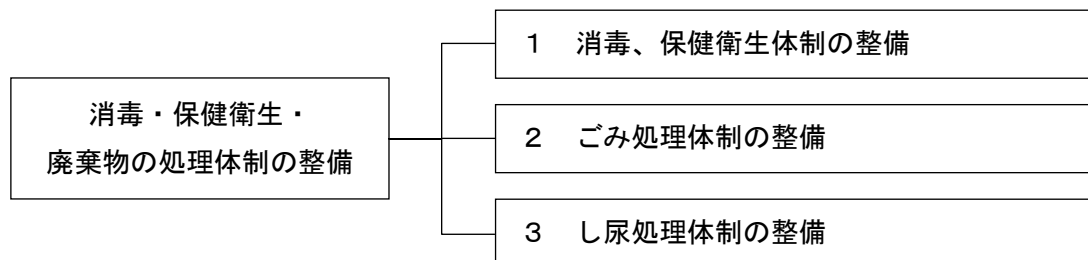 消毒・保健衛生・
廃棄物の処理体制の整備
１　消毒、保健衛生体制の整備
２　ごみ処理体制の整備
３　し尿処理体制の整備